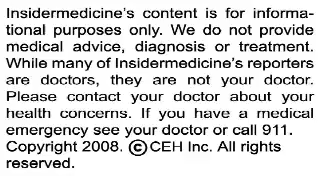 Insidermedicine's content is for informa-
tional purposes only. We do not provide
medical advice, diagnosis or treatment.
While many of Insidermedicine's reporters
are doctors, they are not your doctor.
Please contact your doctor about your
health concerns. If you have a medical
emergency see your doctor or call 911.
Copyright 2008. ©CEH Inc. All rights
reserved.